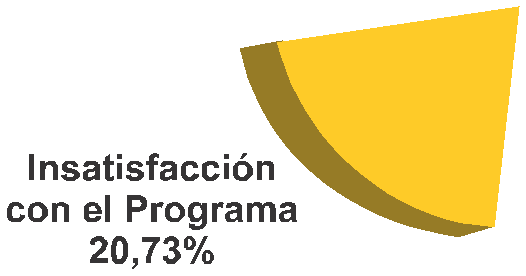 Insatisfacción
con el Programa
20,73%